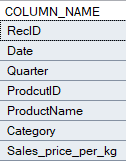 COLUMN_NAME
RecID
Date
Quarter
ProdcutID
ProductName
Category
Sales_price_per_kg